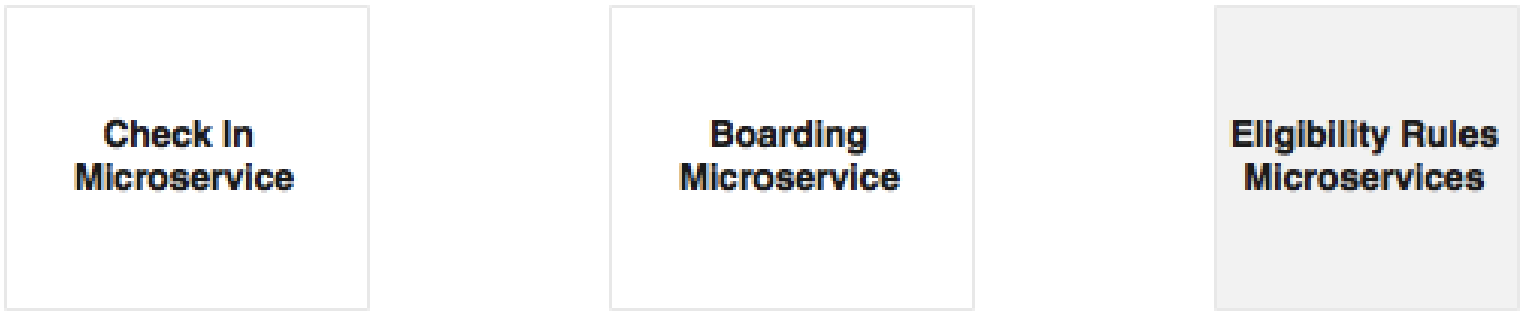 Check In
Microservice
Boarding
Microservice
Eligibility Rules
Microservices